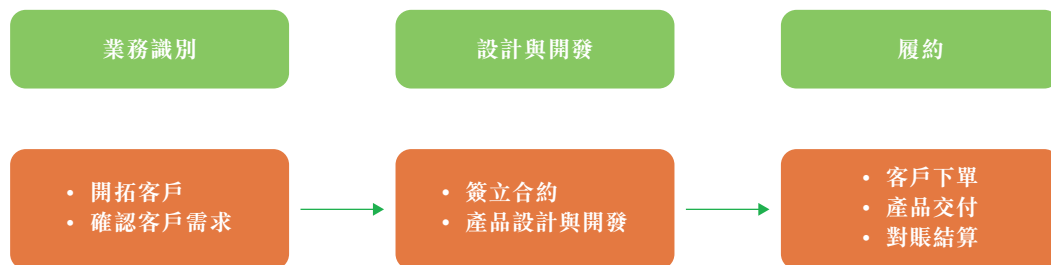 業務識別
設計與開發
履約
• 開拓客戶
• 確認客戶需求
• 簽立合約
• 產品設計與開發
• 客戶下單
• 產品交付
• 對賬結算